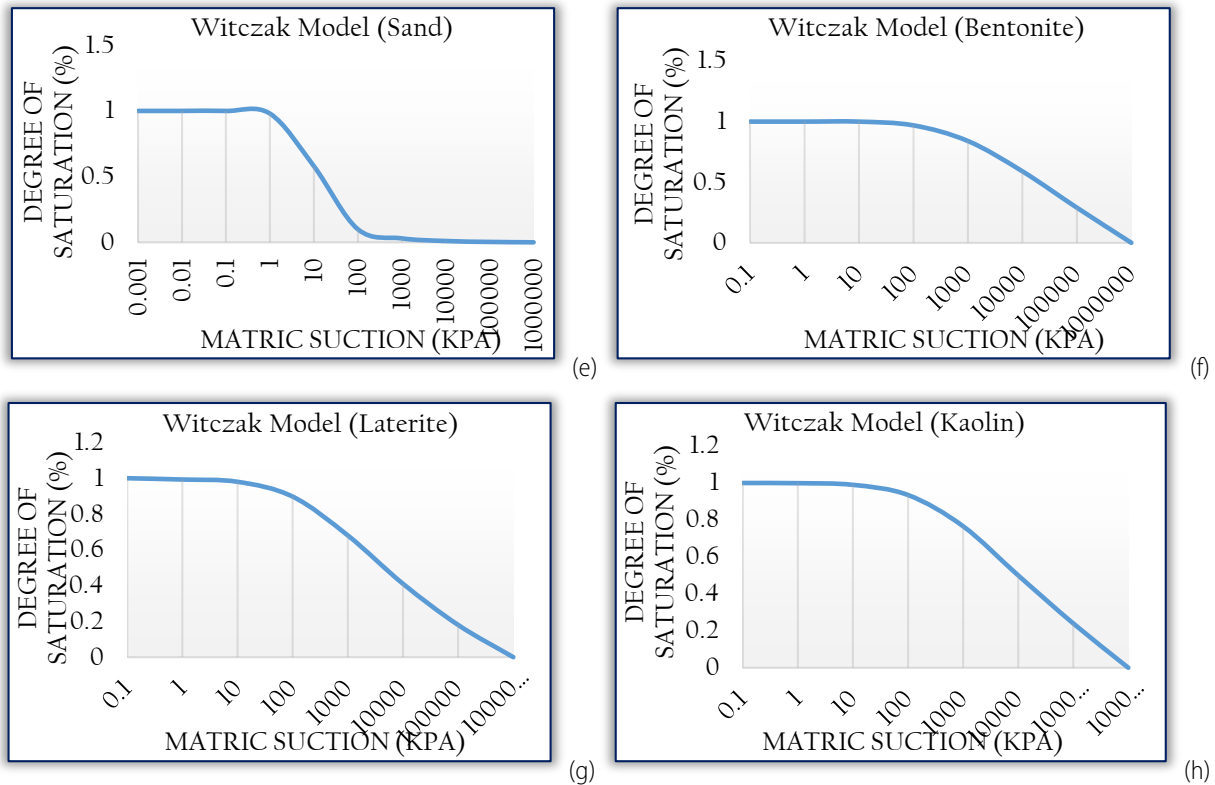 Witczak Model (Sand)
DEGREE OF
SATURATION (%)
1.5
1
0.5
0
0.001
0.01
0.1
1
10
100
1000
10000
100000
1000000
MATRIC SUCTION (KPA)
(e)
Witczak Model (Bentonite)
DEGREE OF
SATURATION (%)
1.5
1
0.5
0
0.1
1
10
100
1000
10000
100000
1000000
MATRIC SUCTION (KPA)
(f)
Witczak Model (Laterite)
DEGREE OF
SATURATION (%)
1.2
1
0.8
0.6
0.4
0.2
0
0.1
1
10
100
1000
10000
100000
10000...
MATRIC SUCTION (KPA)
(g)
Witczak Model (Kaolin)
DEGREE OF
SATURATION (%)
1.2
1
0.8
0.6
0.4
0.2
0
0.1
1
10
100
1000
10000
1000...
1000...
MATRIC SUCTION (KPA)
(h)